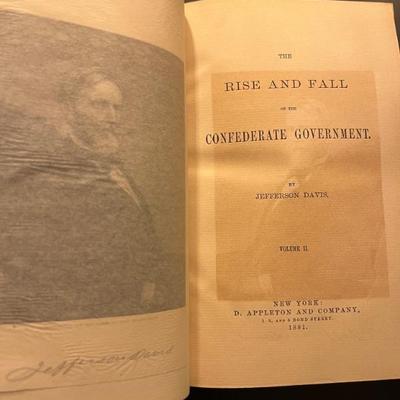 Jefferson Davis
THE
RISE AND FALL
OF THE
CONFEDERATE GOVERNMENT.
BY
JEFFERSON DAVIS.
VOLUME II.
NEW YORK:
D. APPLETON AND COMPANY,
1, 3, AND 5 BOND STREET.
1881.